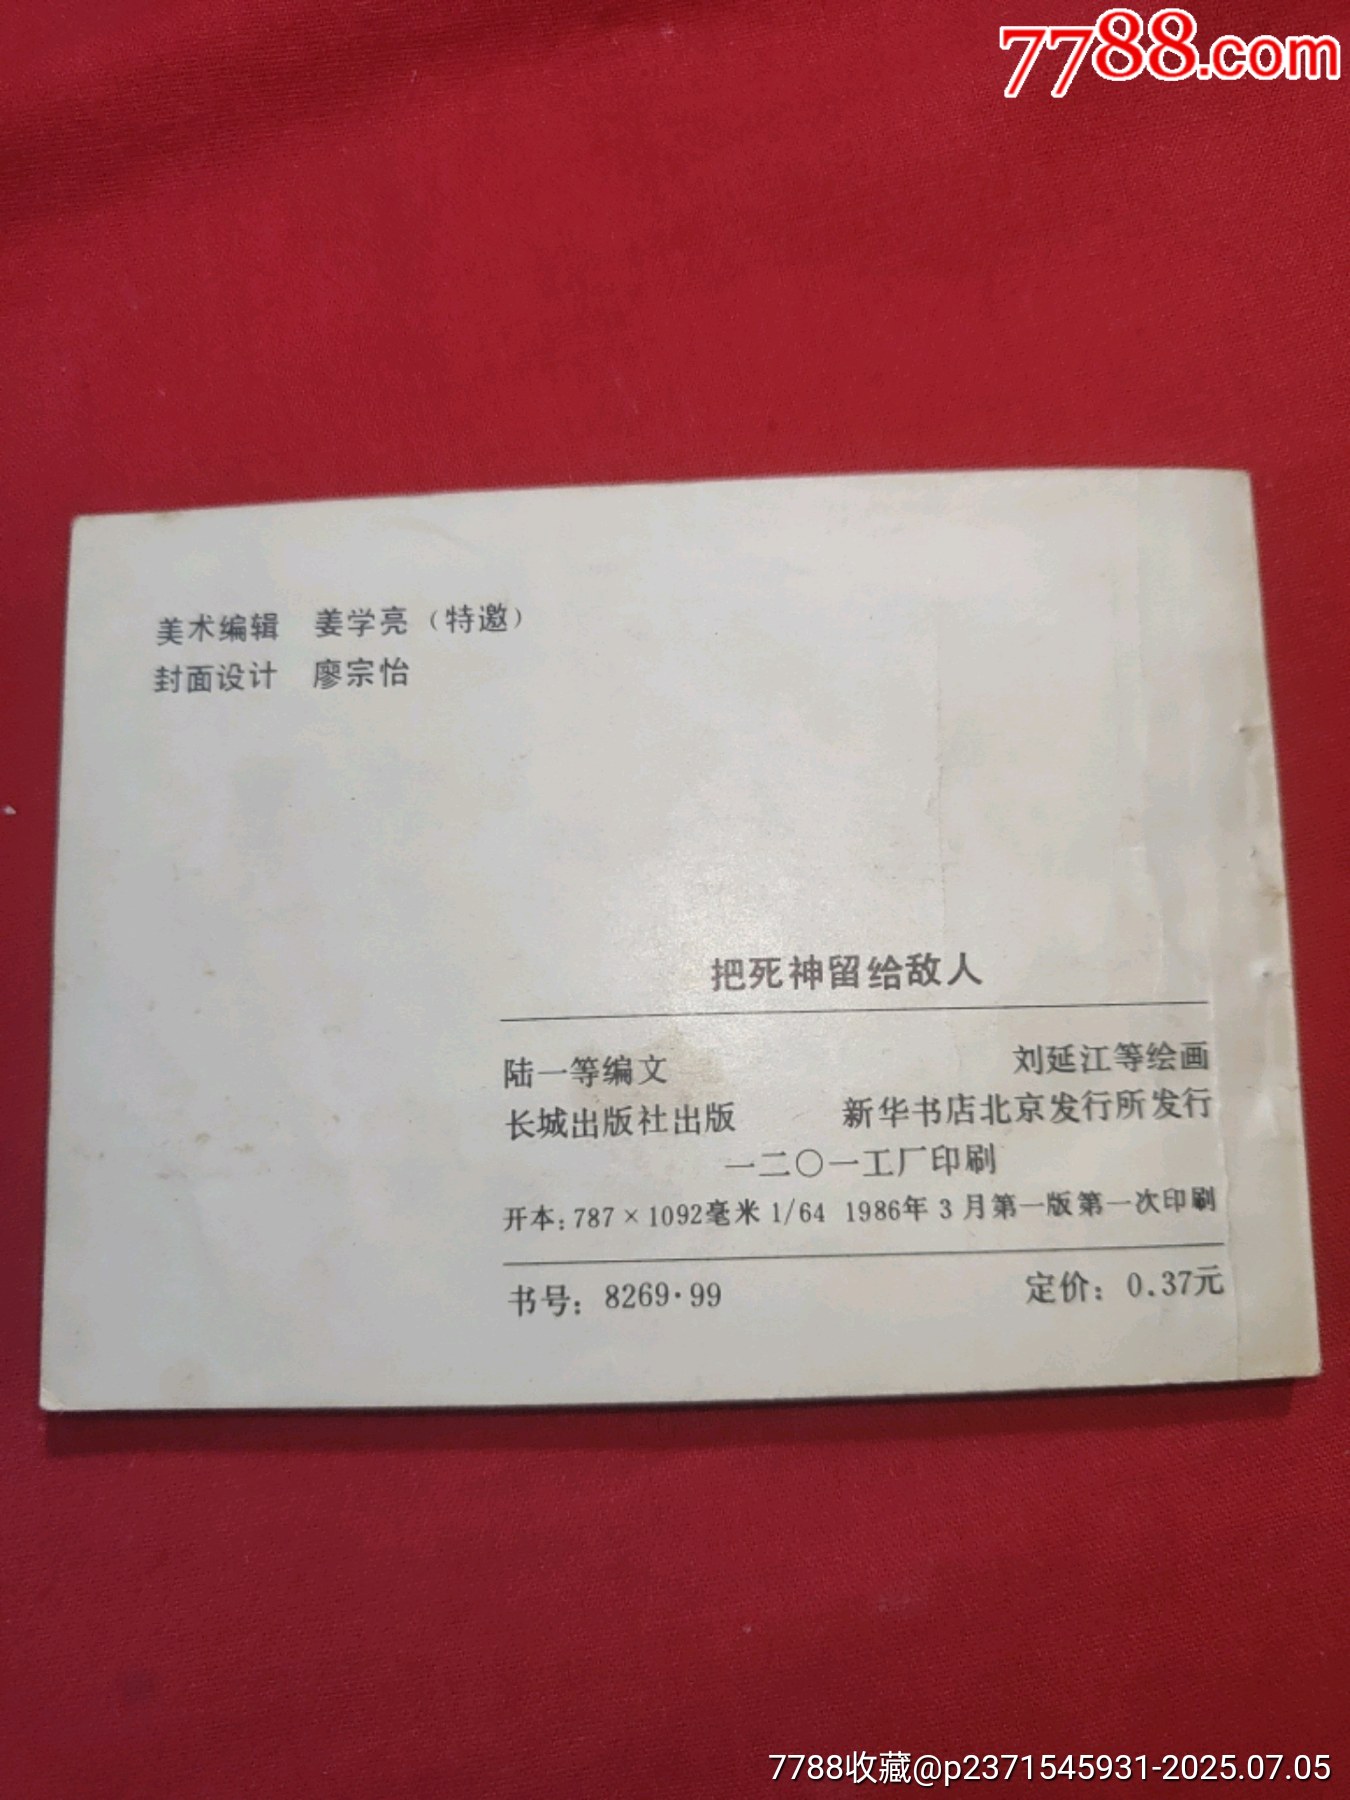 7788.com
美术编辑 姜学亮（特邀）
封面设计 廖宗怡
把死神留给敌人
陆一等编文 刘延江等绘画
长城出版社出版 新华书店北京发行所发行
一二〇一工厂印刷
开本：787×1092毫米 1/64 1986年 3 月第一版第一次印刷
书号：8269·99 定价：0.37元
7788收藏@p2371545931-2025.07.05